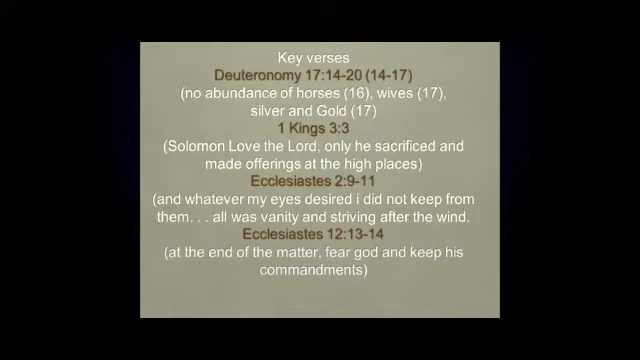 Key verses
Deuteronomy 17:14-20 (14-17)
(no abundance of horses (16), wives (17),
silver and Gold (17)
1 Kings 3:3
(Solomon Love the Lord, only he sacrificed and
made offerings at the high places)
Ecclesiastes 2:9-11
(and whatever my eyes desired i did not keep from
them. . . all was vanity and striving after the wind.
Ecclesiastes 12:13-14
(at the end of the matter, fear god and keep his
commandments)